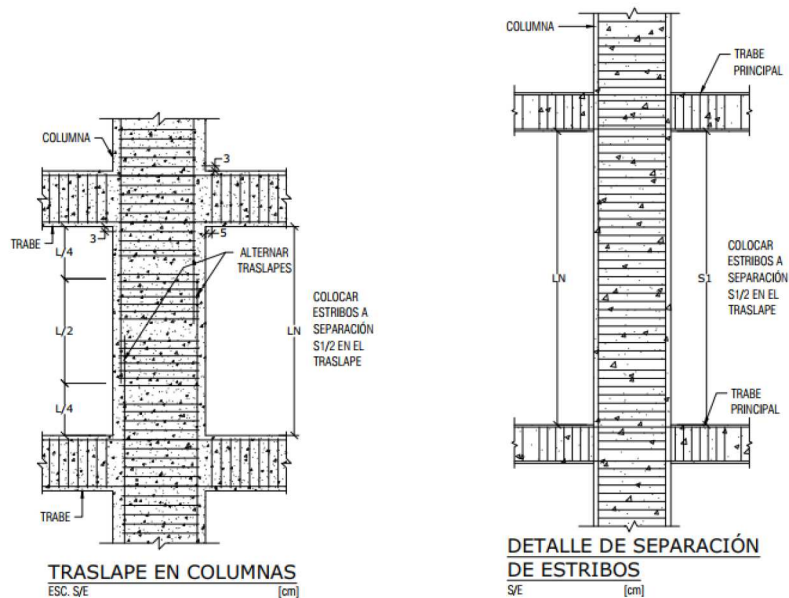 COLUMNA
3
TRABE
3
5
L/4
L/2
L/4
ALTERNAR
TRASLAPES
LN
COLOCAR
ESTRIBOS A
SEPARACIÓN
S1/2 EN EL
TRASLAPE
TRABE
TRASLAPE EN COLUMNAS
ESC. S/E [cm]
COLUMNA
TRABE
PRINCIPAL
LN
S1
COLOCAR
ESTRIBOS A
SEPARACIÓN
S1/2 EN EL
TRASLAPE
TRABE
PRINCIPAL
DETALLE DE SEPARACIÓN
DE ESTRIBOS
S/E [cm]